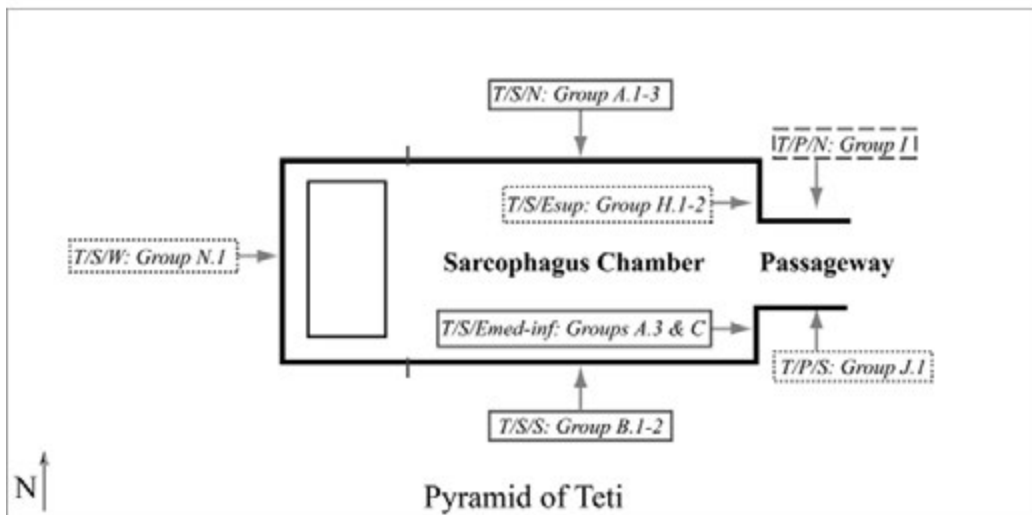 T/S/N: Group A.1-3
T/P/N: Group I
T/S/Esup: Group H.1-2
T/S/W: Group N.1
Sarcophagus Chamber
Passageway
T/S/Emed-inf: Groups A.3 & C
T/P/S: Group J.1
T/S/S: Group B.1-2
N
Pyramid of Teti